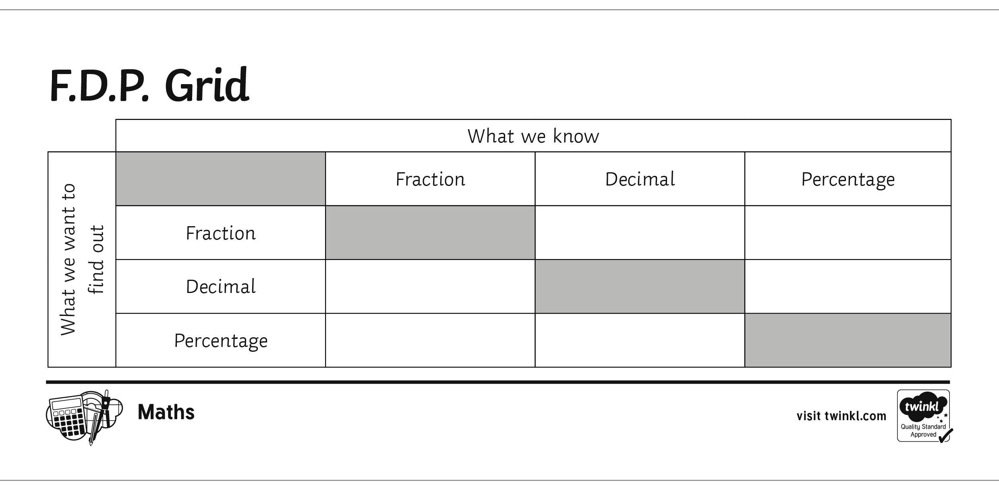 F.D.P. Grid
What we know
What we want to
find out
Fraction
Decimal
Percentage
Fraction
Decimal
Percentage
Maths
visit twinkl.com
twinkl
Quality Standard
Approved